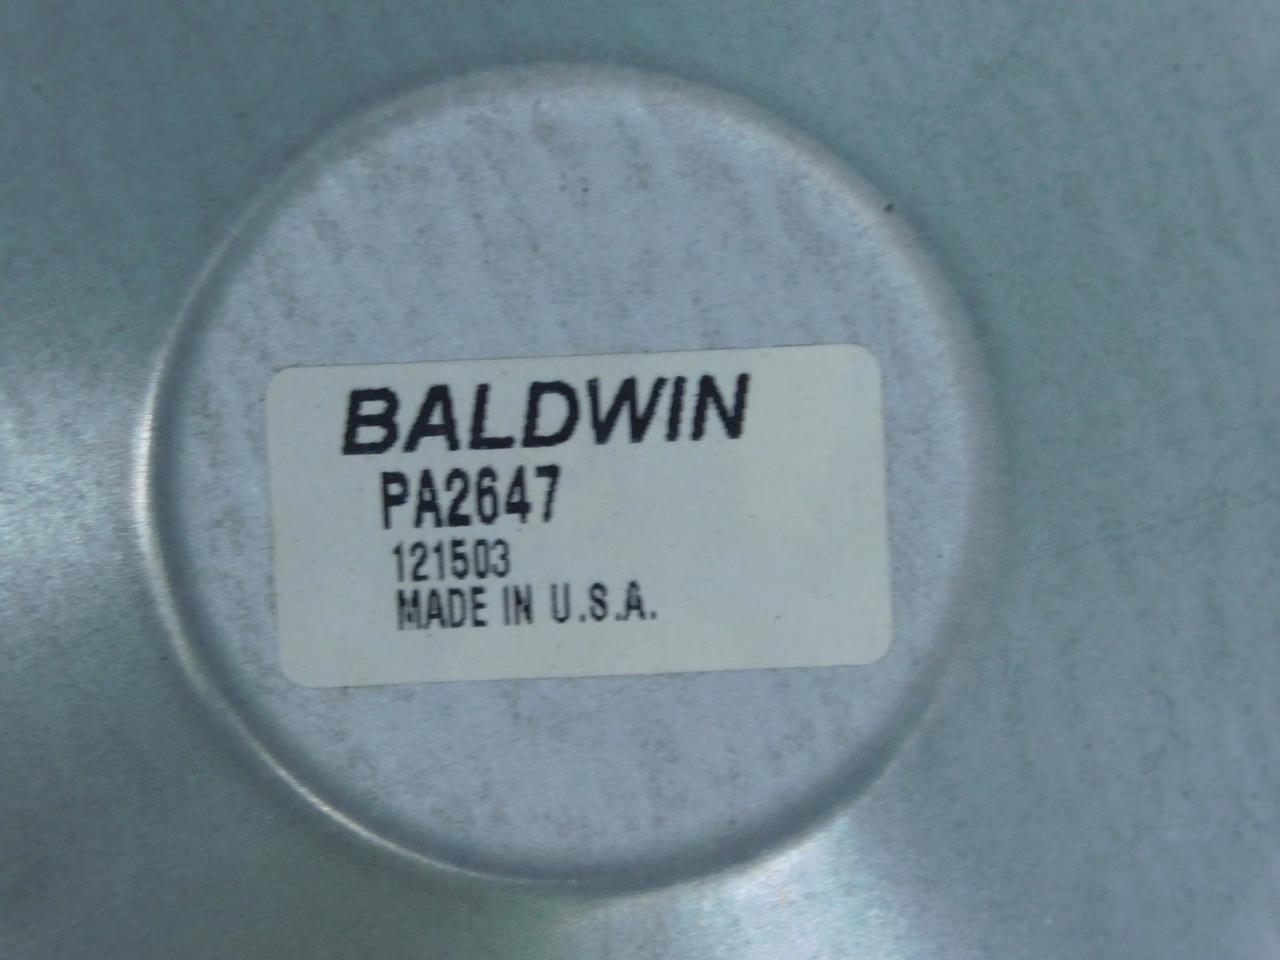 BALDWIN
PA2647
121503
MADE IN U.S.A.